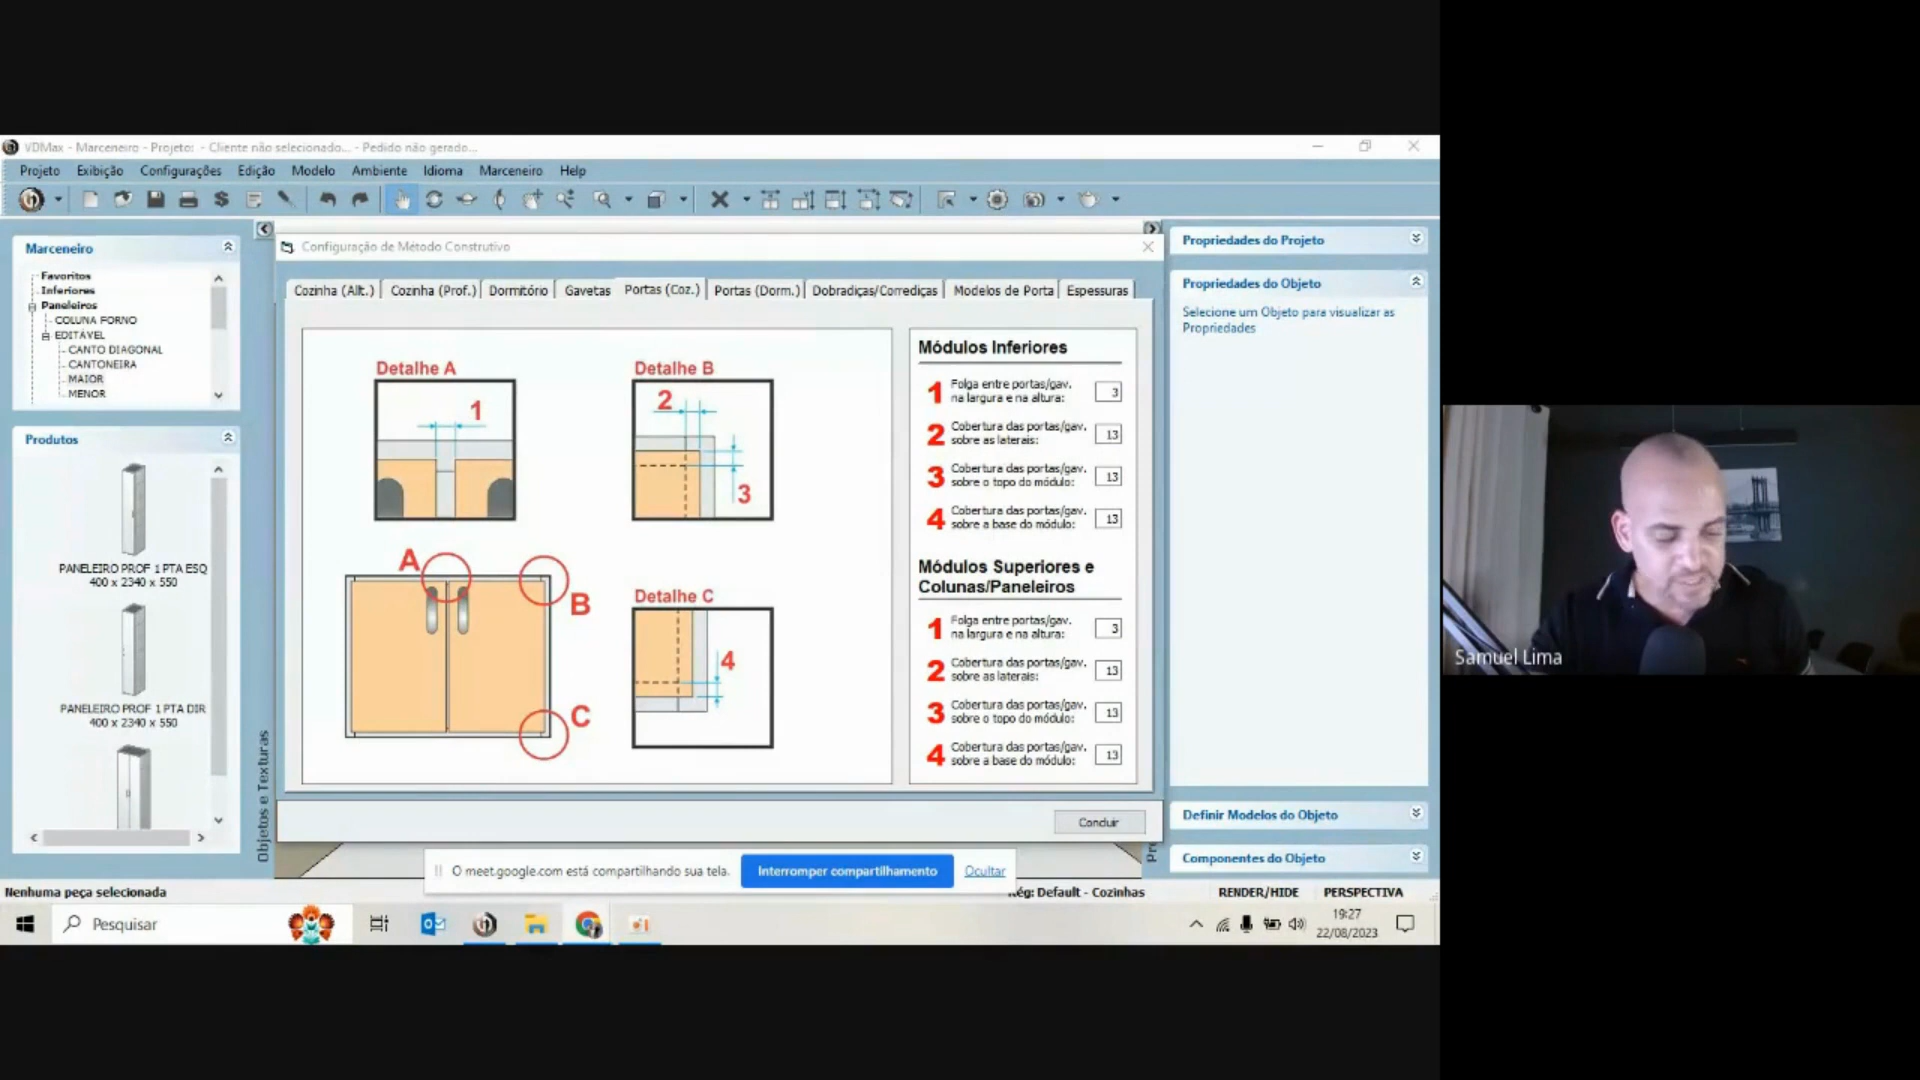 VDMax - Marceneiro - Projeto: - Cliente não selecionado... - Pedido não gerado...
Projeto Exibição Configurações Edição Modelo Ambiente Idioma Marceneiro Help
Marceneiro
Favoritos
Inferiores
Paneleiros
COLUNA FORNO
EDITÁVEL
CANTO DIAGONAL
CANTONEIRA
MAIOR
MENOR
Produtos
PANELEIRO PROF 1 PTA ESQ
400 x 2340 x 550
PANELEIRO PROF 1 PTA DIR
400 x 2340 x 550
Objetos e Texturas
Configuração de Método Construtivo
Cozinha (Alt.) Cozinha (Prof.) Dormitório Gavetas Portas (Coz.) Portas (Dorm.) Dobradiças/Corrediças Modelos de Porta Espessuras
Detalhe A
1
Detalhe B
2
3
A
B
C
Detalhe C
4
Módulos Inferiores
1 Folga entre portas/gav.
na largura e na altura: 3
2 Cobertura das portas/gav.
sobre as laterais: 13
3 Cobertura das portas/gav.
sobre o topo do módulo: 13
4 Cobertura das portas/gav.
sobre a base do módulo: 13
Módulos Superiores e
Colunas/Paneleiros
1 Folga entre portas/gav.
na largura e na altura: 3
2 Cobertura das portas/gav.
sobre as laterais: 13
3 Cobertura das portas/gav.
sobre o topo do módulo: 13
4 Cobertura das portas/gav.
sobre a base do módulo: 13
Concluir
Propriedades do Projeto
Propriedades do Objeto
Selecione um Objeto para visualizar as
Propriedades
Definir Modelos do Objeto
Componentes do Objeto
O meet.google.com está compartilhando sua tela. Interromper compartilhamento Ocultar
Nenhuma peça selecionada
Default - Cozinhas RENDER/HIDE PERSPECTIVA
Pesquisar
19:27
22/08/2023
Samuel Lima